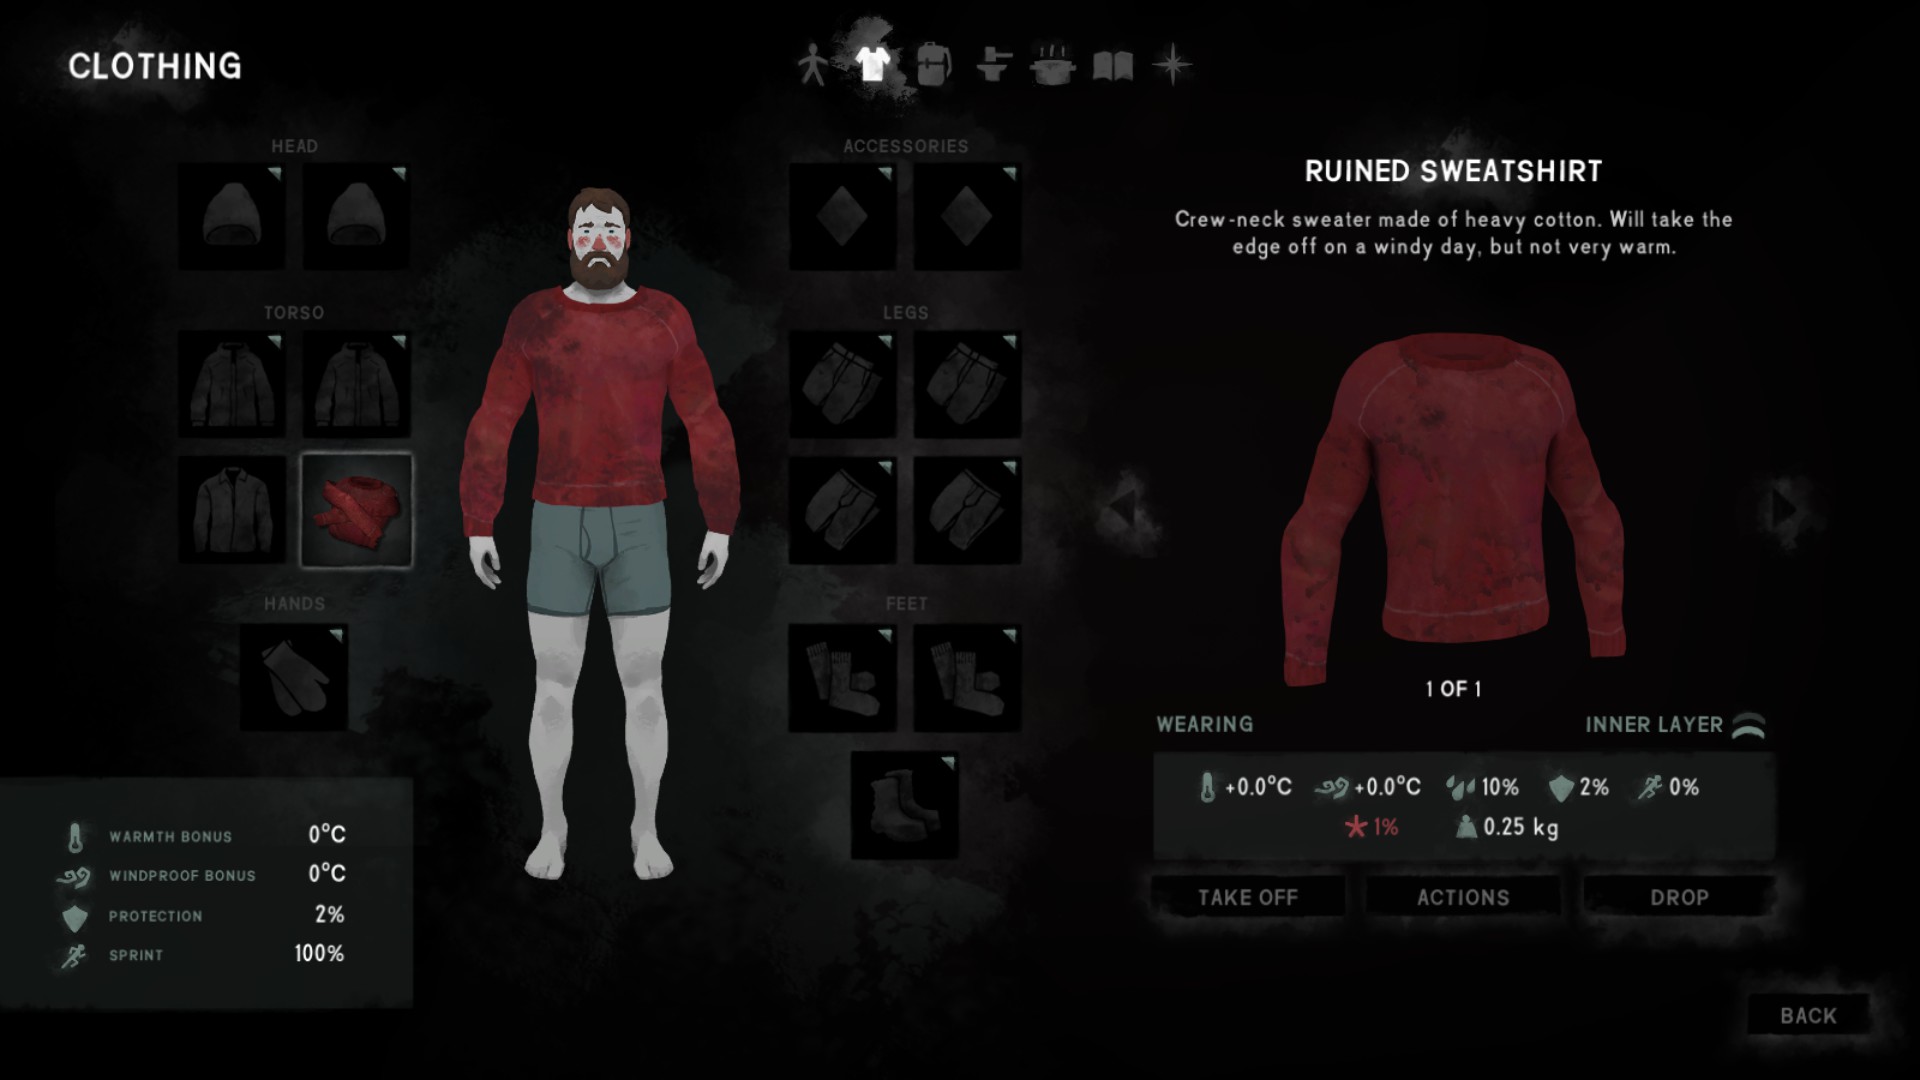 CLOTHING
HEAD
ACCESSORIES
TORSO
LEGS
HANDS
FEET
WARMTH BONUS 0°C
WINDPROOF BONUS 0°C
PROTECTION 2%
SPRINT 100%
RUINED SWEATSHIRT
Crew-neck sweater made of heavy cotton. Will take the
edge off on a windy day, but not very warm.
1 OF 1
WEARING INNER LAYER
+0.0°C +0.0°C 10% 2% 0%
1% 0.25 kg
TAKE OFF ACTIONS DROP
BACK